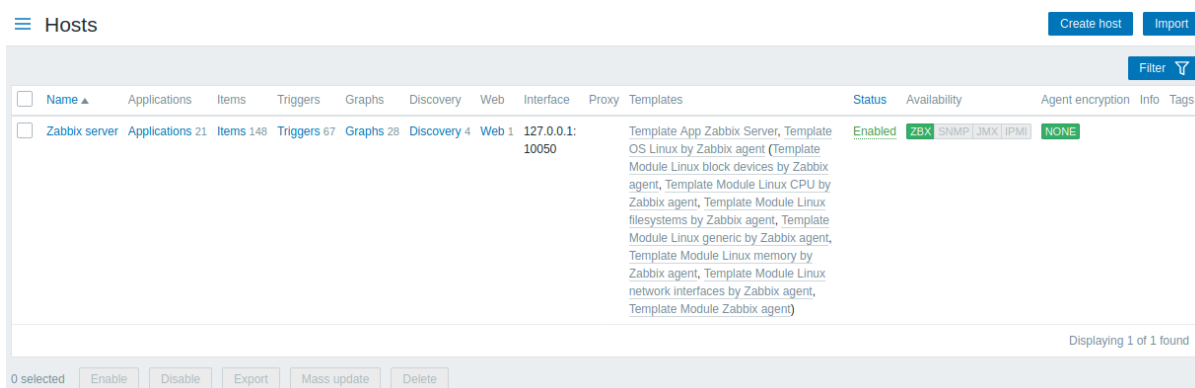 Hosts
Create host
Import
Filter
Name Applications Items Triggers Graphs Discovery Web Interface Proxy Templates Status Availability Agent encryption Info Tags
Zabbix server Applications 21 Items 148 Triggers 67 Graphs 28 Discovery 4 Web 1 127.0.0.1: Template App Zabbix Server, Template Enabled ZBX SNMP JMX IPMI NONE
10050 OS Linux by Zabbix agent (Template
Module Linux block devices by Zabbix
agent, Template Module Linux CPU by
Zabbix agent, Template Module Linux
filesystems by Zabbix agent, Template
Module Linux generic by Zabbix agent,
Template Module Linux memory by
Zabbix agent, Template Module Linux
network interfaces by Zabbix agent,
Template Module Zabbix agent)
Displaying 1 of 1 found
0 selected Enable Disable Export Mass update Delete